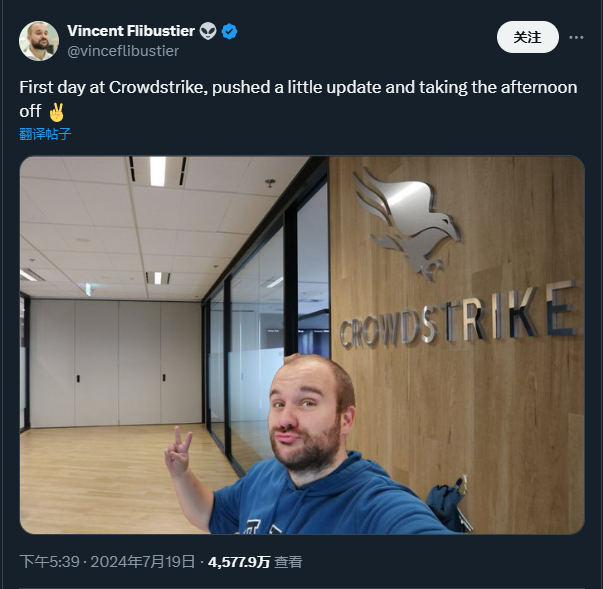 Vincent Flibustier
@vinceflibustier
关注
First day at Crowdstrike, pushed a little update and taking the afternoon
off ✌️
翻译帖子
CROWDSTRIKE
下午5:39 · 2024年7月19日 · 4,577.9万 查看